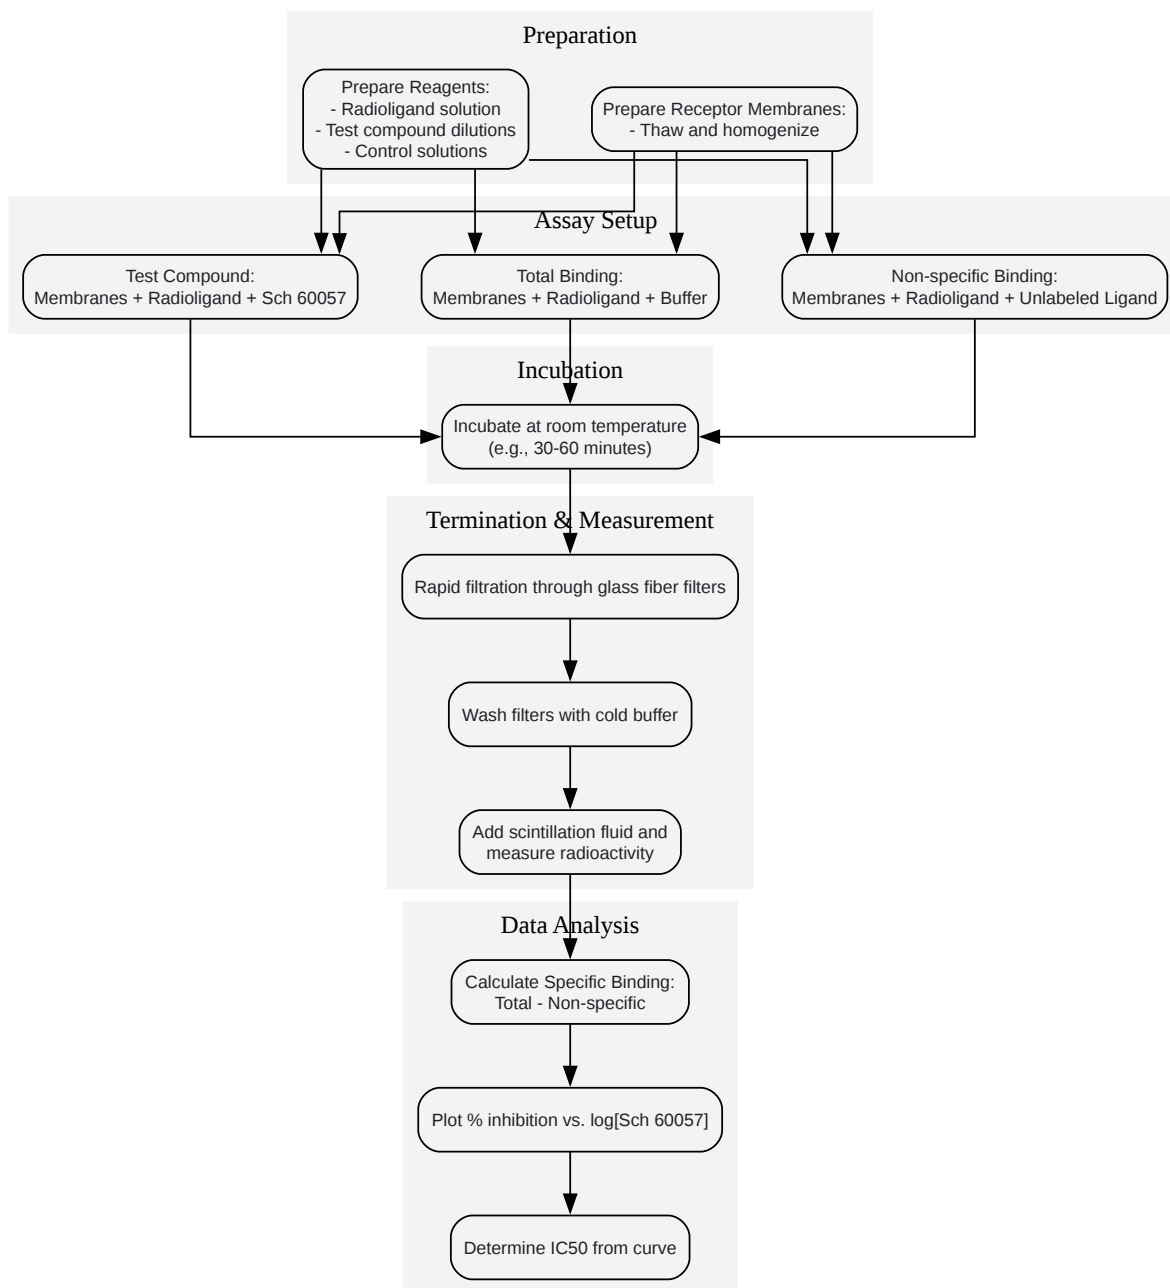 Preparation
Prepare Reagents:
- Radioligand solution
- Test compound dilutions
- Control solutions
Prepare Receptor Membranes:
- Thaw and homogenize
Assay Setup
Test Compound:
Membranes + Radioligand + Sch 60057
Total Binding:
Membranes + Radioligand + Buffer
Non-specific Binding:
Membranes + Radioligand + Unlabeled Ligand
Incubation
Incubate at room temperature
(e.g., 30-60 minutes)
Termination & Measurement
Rapid filtration through glass fiber filters
Wash filters with cold buffer
Add scintillation fluid and
measure radioactivity
Data Analysis
Calculate Specific Binding:
Total - Non-specific
Plot % inhibition vs. log[Sch 60057]
Determine IC50 from curve